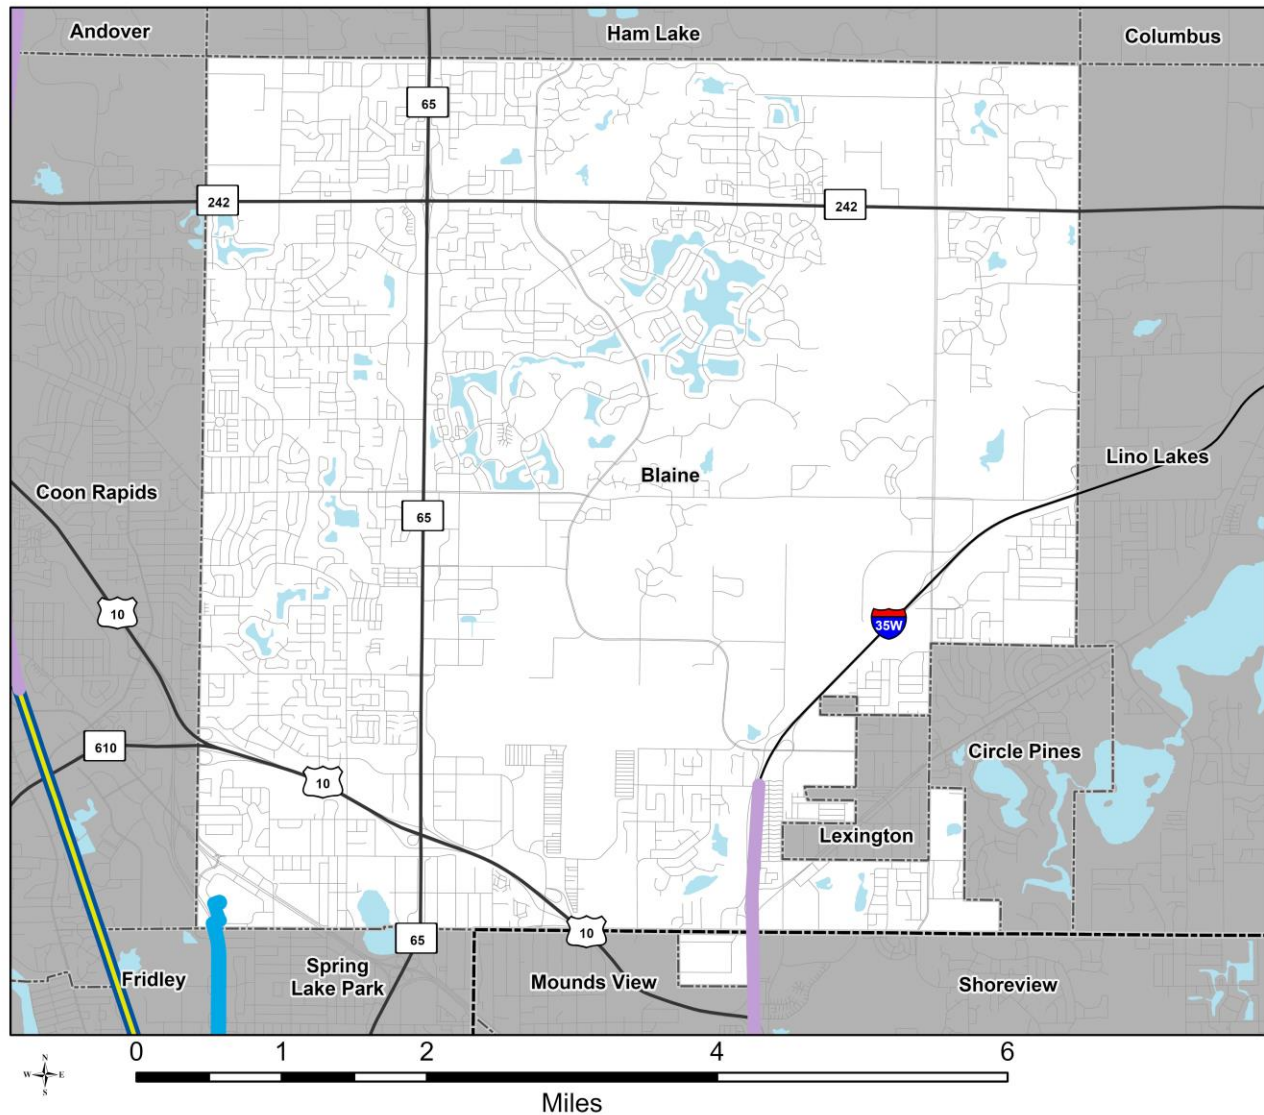 Andover
Ham Lake
Columbus
65
242
242
Blaine
Lino Lakes
Coon Rapids
65
10
35W
610
10
Circle Pines
Lexington
65
10
Fridley
Spring
Lake Park
Mounds View
Shoreview
N
W E
S
0 1 2 4 6
Miles